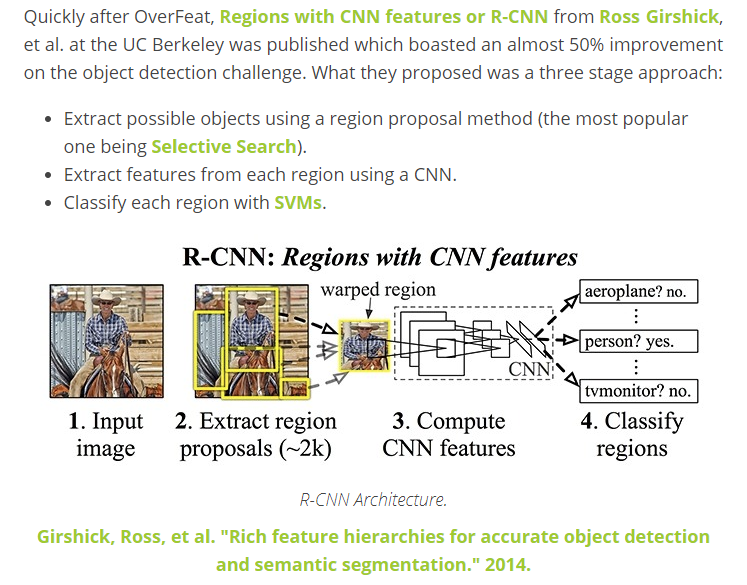 Quickly after OverFeat, Regions with CNN features or R-CNN from Ross Girshick,
et al. at the UC Berkeley was published which boasted an almost 50% improvement
on the object detection challenge. What they proposed was a three stage approach:
• Extract possible objects using a region proposal method (the most popular
one being Selective Search).
• Extract features from each region using a CNN.
• Classify each region with SVMs.
R-CNN: Regions with CNN features
warped region
aeroplane? no.
⋮
person? yes.
⋮
tvmonitor? no.
CNN
1. Input
image
2. Extract region
proposals (~2k)
3. Compute
CNN features
4. Classify
regions
R-CNN Architecture.
Girshick, Ross, et al. "Rich feature hierarchies for accurate object detection
and semantic segmentation." 2014.